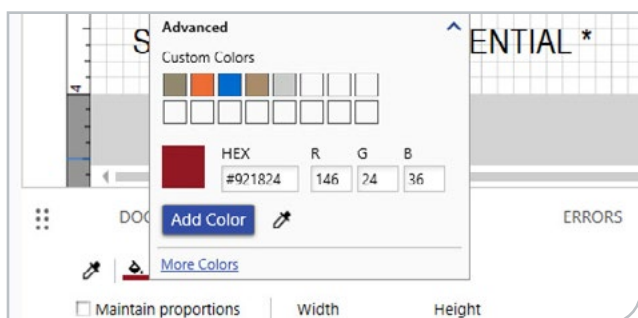 Advanced
S
ENTIAL *
Custom Colors
4
HEX R G B
#921824 146 24 36
DOC
Add Color
ERRORS
More Colors
Maintain proportions Width Height